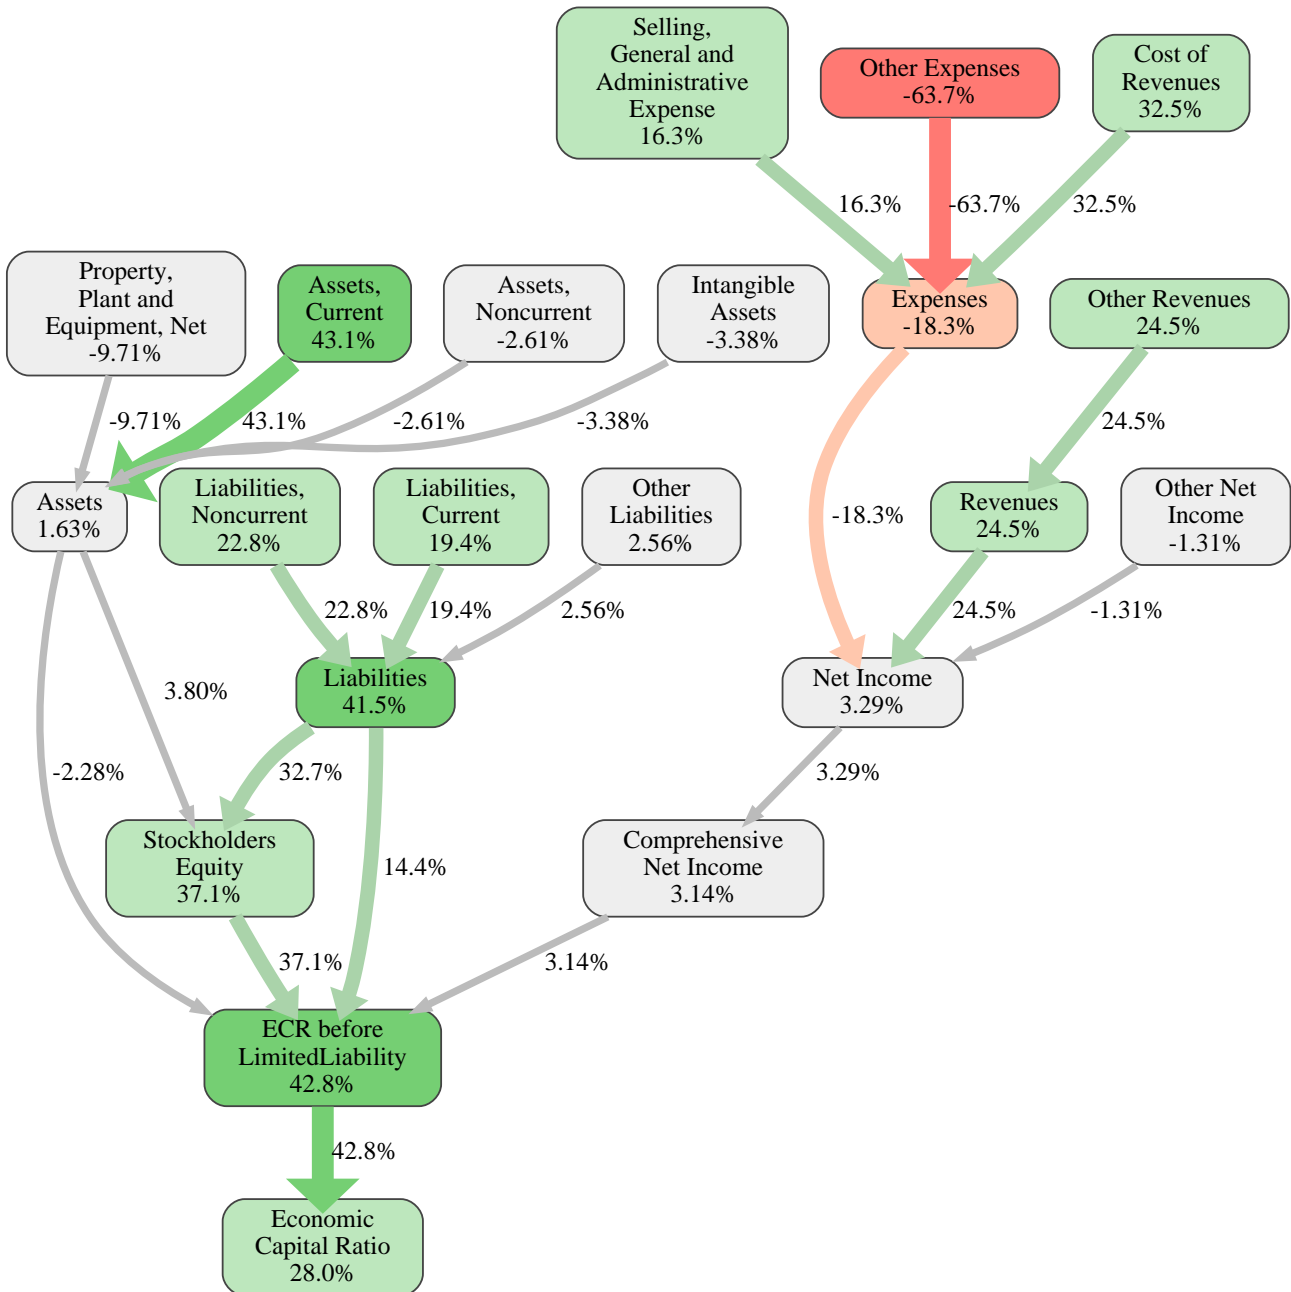 Selling,
General and
Administrative
Expense
16.3%
Other Expenses
-63.7%
Cost of
Revenues
32.5%
16.3%
-63.7%
32.5%
Property,
Plant and
Equipment, Net
-9.71%
Assets,
Current
43.1%
Assets,
Noncurrent
-2.61%
Intangible
Assets
-3.38%
Expenses
-18.3%
Other Revenues
24.5%
-9.71%
43.1%
-2.61%
-3.38%
24.5%
Assets
1.63%
Liabilities,
Noncurrent
22.8%
Liabilities,
Current
19.4%
Other
Liabilities
2.56%
-18.3%
Revenues
24.5%
Other Net
Income
-1.31%
22.8%
19.4%
2.56%
24.5%
-1.31%
3.80%
Liabilities
41.5%
Net Income
3.29%
-2.28%
32.7%
3.29%
Stockholders
Equity
37.1%
14.4%
Comprehensive
Net Income
3.14%
37.1%
3.14%
ECR before
LimitedLiability
42.8%
42.8%
Economic
Capital Ratio
28.0%